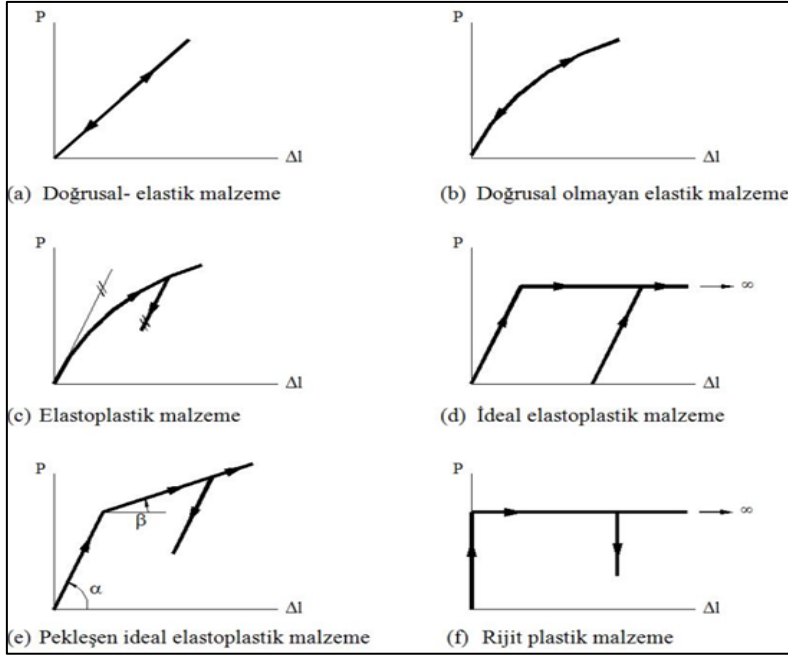 P
Δl
(a) Doğrusal- elastik malzeme
P
Δl
(b) Doğrusal olmayan elastik malzeme
P
Δl
(c) Elastoplastik malzeme
P
∞
Δl
(d) İdeal elastoplastik malzeme
P
β
α
Δl
(e) Pekleşen ideal elastoplastik malzeme
P
∞
Δl
(f) Rijit plastik malzeme